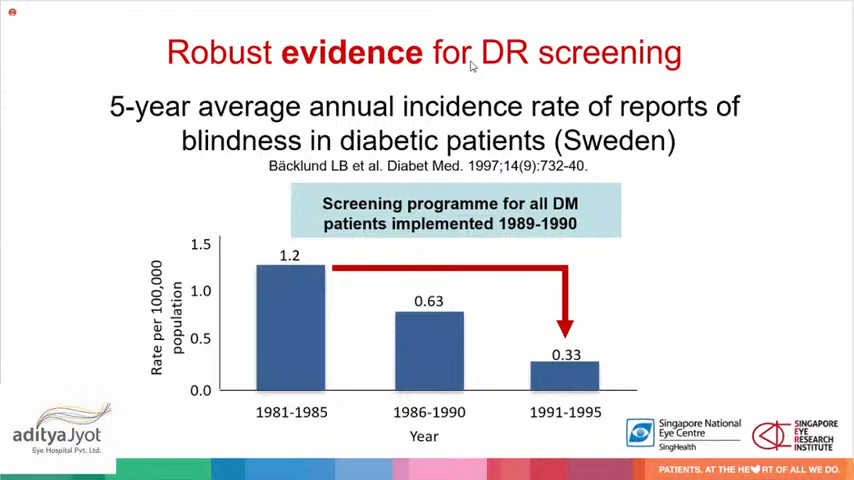 Robust evidence for DR screening
5-year average annual incidence rate of reports of
blindness in diabetic patients (Sweden)
Bäcklund LB et al. Diabet Med. 1997;14(9):732-40.
Screening programme for all DM
patients implemented 1989-1990
Rate per 100,000
population
1.5
1.0
0.5
0.0
1.2
0.63
0.33
1981-1985
1986-1990
1991-1995
Year
adityaJyot
Eye Hospital Pvt. Ltd.
Singapore National
Eye Centre
SingHealth
SINGAPORE
EYE
RESEARCH
INSTITUTE
PATIENTS. AT THE HE RT OF ALL WE DO.